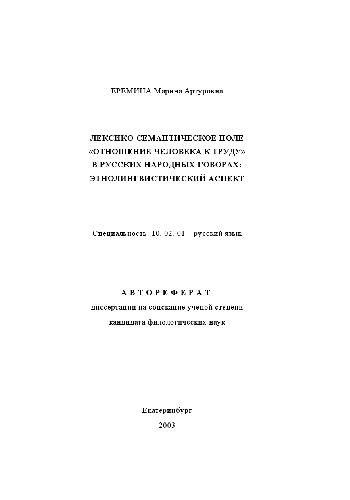 ЕРЕМИНА Марина Артуровна
ЛЕКСИКО-СЕМАНТИЧЕСКОЕ ПОЛЕ
«ОТНОШЕНИЕ ЧЕЛОВЕКА К ТРУДУ»
В РУССКИХ НАРОДНЫХ ГОВОРАХ:
ЭТНОЛИНГВИСТИЧЕСКИЙ АСПЕКТ
Специальность 10. 02. 01 – русский язык
А В Т О Р Е Ф Е Р А Т
диссертации на соискание ученой степени
кандидата филологических наук
Екатеринбург
2003